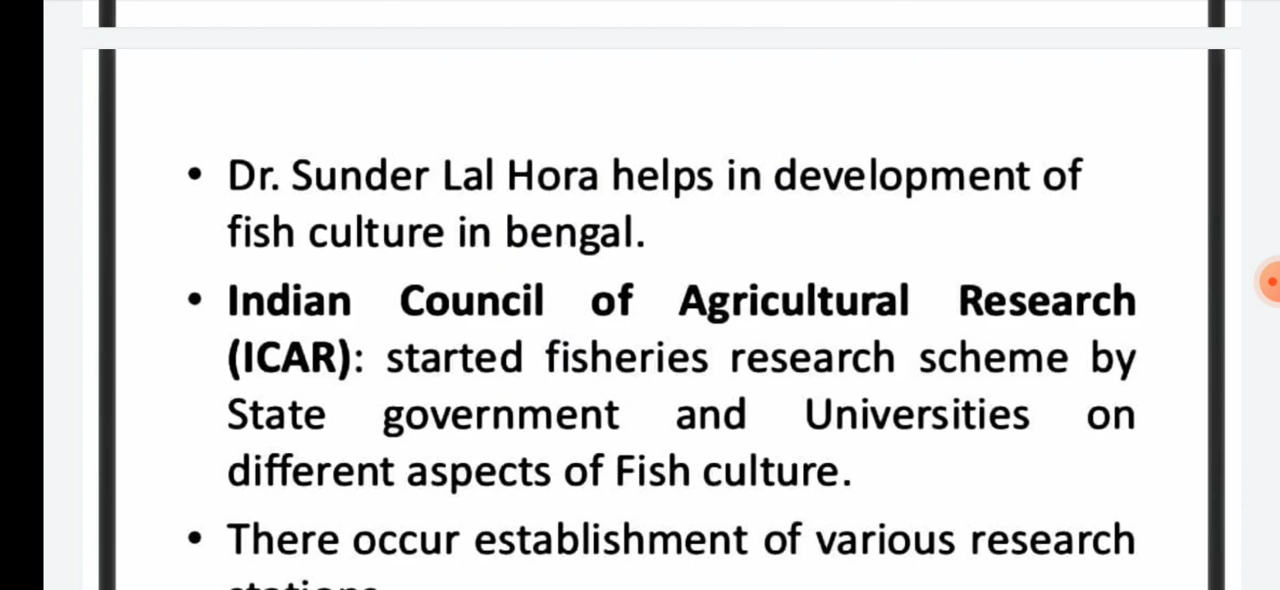 • Dr. Sunder Lal Hora helps in development of
fish culture in bengal.
• Indian Council of Agricultural Research
(ICAR): started fisheries research scheme by
State government and Universities on
different aspects of Fish culture.
• There occur establishment of various research